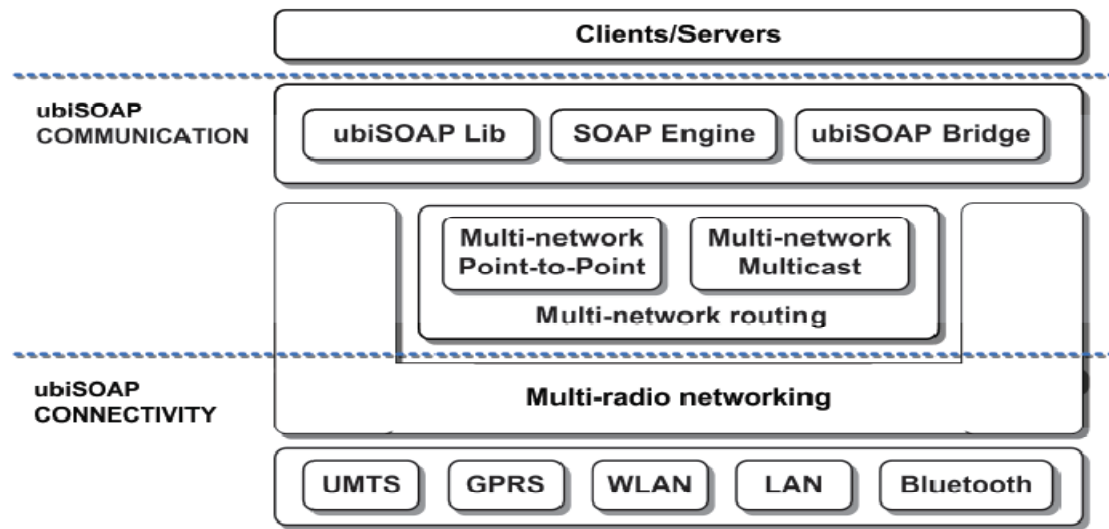 Clients/Servers
ubiSOAP
COMMUNICATION
ubiSOAP Lib
SOAP Engine
ubiSOAP Bridge
Multi-network
Point-to-Point
Multi-network
Multicast
Multi-network routing
ubiSOAP
CONNECTIVITY
Multi-radio networking
UMTS
GPRS
WLAN
LAN
Bluetooth